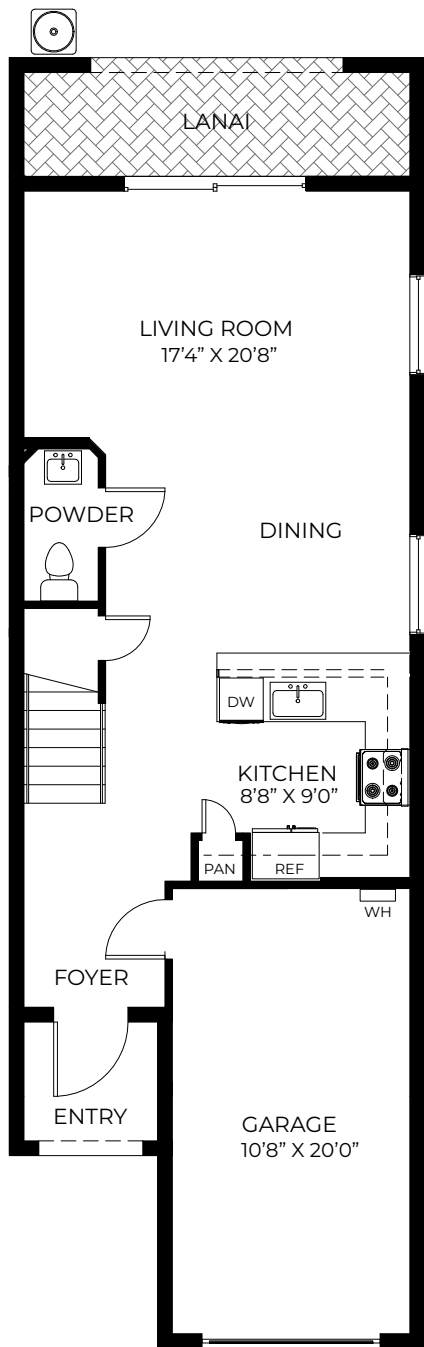 LANAI
LIVING ROOM
17’4” X 20’8”
POWDER
DINING
DW
KITCHEN
8’8” X 9’0”
PAN
REF
WH
FOYER
ENTRY
GARAGE
10’8” X 20’0”